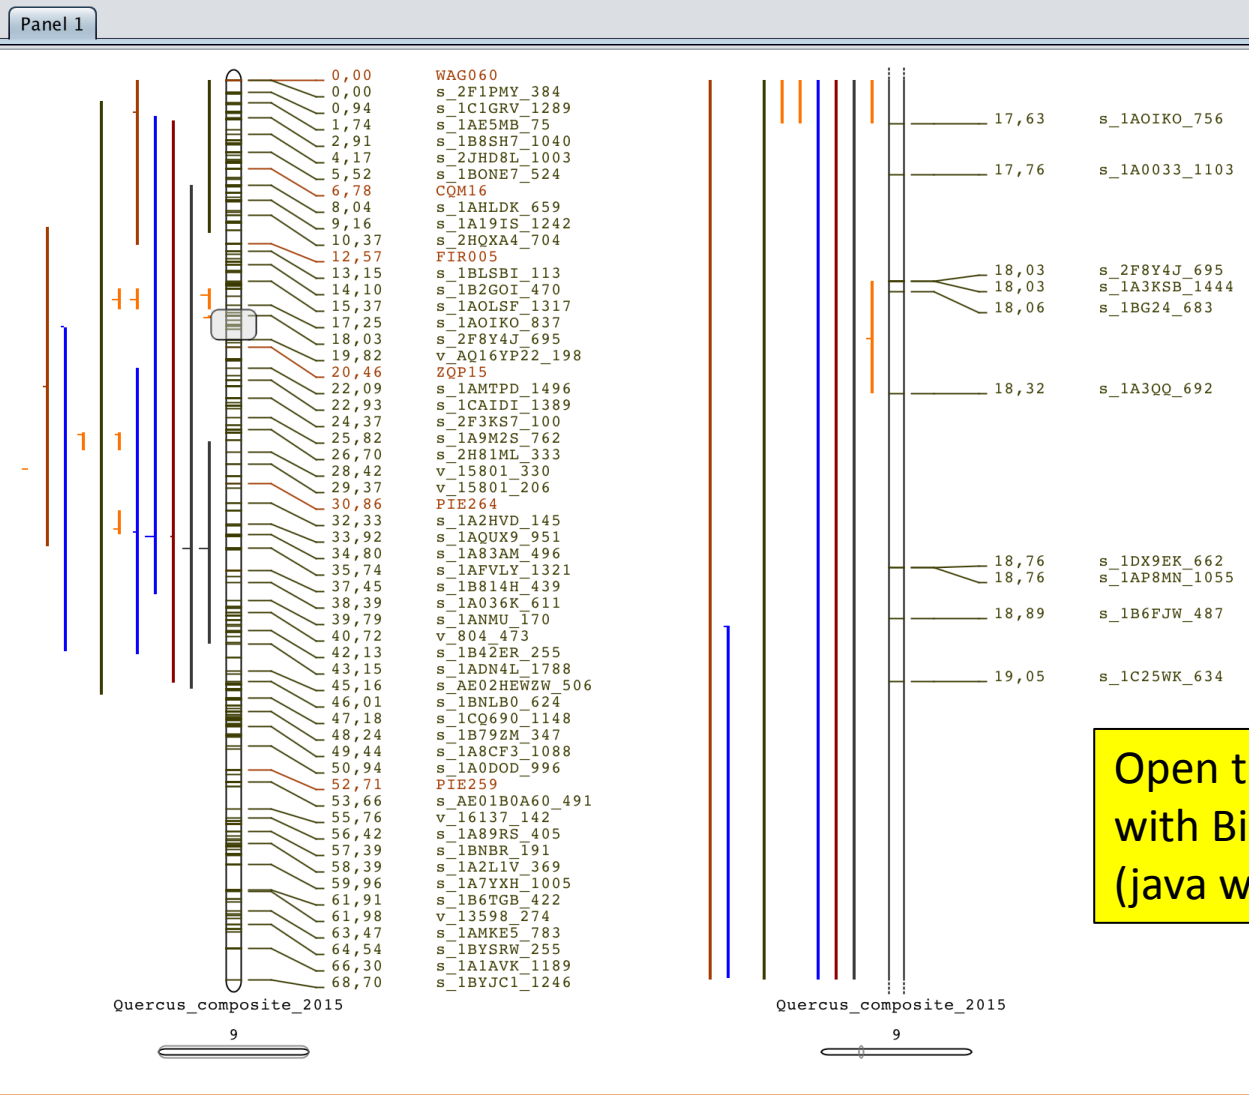 Panel 1
0,00 WAG060
0,00 s_2F1PMY_384
0,94 s_1C1GRV_1289
1,74 s_1AE5MB_75
2,91 s_1B8SH7_1040
4,17 s_2JHD8L_1003
5,52 s_1BONE7_524
6,78 CQM16
8,04 s_1AHLDK_659
9,16 s_1A19IS_1242
10,37 s_2HQXA4_704
12,57 FIR005
13,15 s_1BLSBI_113
14,10 s_1B2GOI_470
15,37 s_1AOLSF_1317
17,25 s_1AOIKO_837
18,03 s_2F8Y4J_695
19,82 v_AQ16YP22_198
20,46 ZQP15
22,09 s_1AMTPD_1496
22,93 s_1CAIDI_1389
24,37 s_2F3KS7_100
25,82 s_1A9M2S_762
26,70 s_2H81ML_333
28,42 v_15801_330
29,37 v_15801_206
30,86 PIE264
32,33 s_1A2HVD_145
33,92 s_1AQUX9_951
34,80 s_1A83AM_496
35,74 s_1AFVLY_1321
37,45 s_1B814H_439
38,39 s_1A036K_611
39,79 s_1ANMU_170
40,72 v_804_473
42,13 s_1B42ER_255
43,15 s_1ADN4L_1788
45,16 s_AE02HEWZW_506
46,01 s_1BNLB0_624
47,18 s_1CQ690_1148
48,24 s_1B79ZM_347
49,44 s_1A8CF3_1088
50,94 s_1A0DOD_996
52,71 PIE259
53,66 s_AE01B0A60_491
55,76 v_16137_142
56,42 s_1A89RS_405
57,39 s_1BNBR_191
58,39 s_1A2L1V_369
59,96 s_1A7YXH_1005
61,91 s_1B6TGB_422
61,98 v_13598_274
63,47 s_1AMKE5_783
64,54 s_1BYSRW_255
66,30 s_1A1AVK_1189
68,70 s_1BYJC1_1246
Quercus_composite_2015
9
17,63 s_1AOIKO_756
17,76 s_1A0033_1103
18,03 s_2F8Y4J_695
18,03 s_1A3KSB_1444
18,06 s_1BG24_683
18,32 s_1A3QQ_692
18,76 s_1DX9EK_662
18,76 s_1AP8MN_1055
18,89 s_1B6FJW_487
19,05 s_1C25WK_634
Quercus_composite_2015
9
Open t
with Bi
(java w